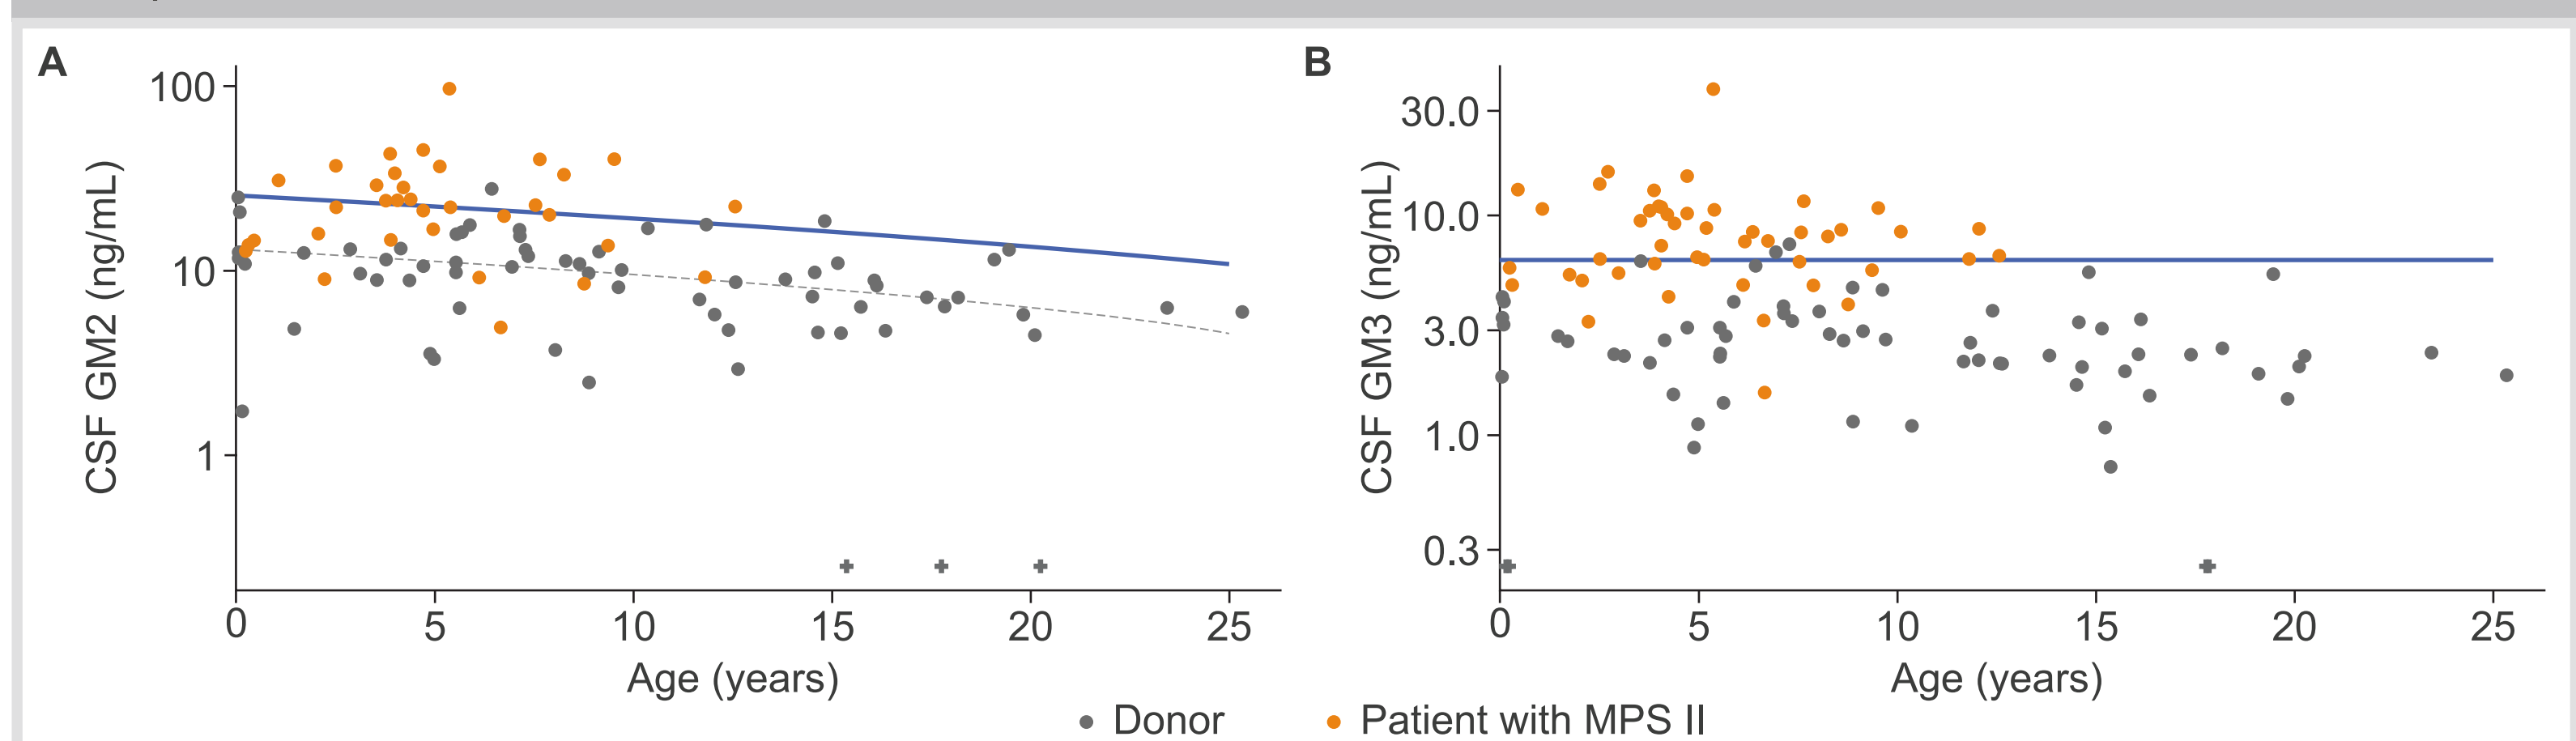 A
CSF GM2 (ng/mL)
100
10
1
0 5 10 15 20 25
Age (years)
B
CSF GM3 (ng/mL)
30.0
10.0
3.0
1.0
0.3
0 5 10 15 20 25
Age (years)
Donor Patient with MPS II